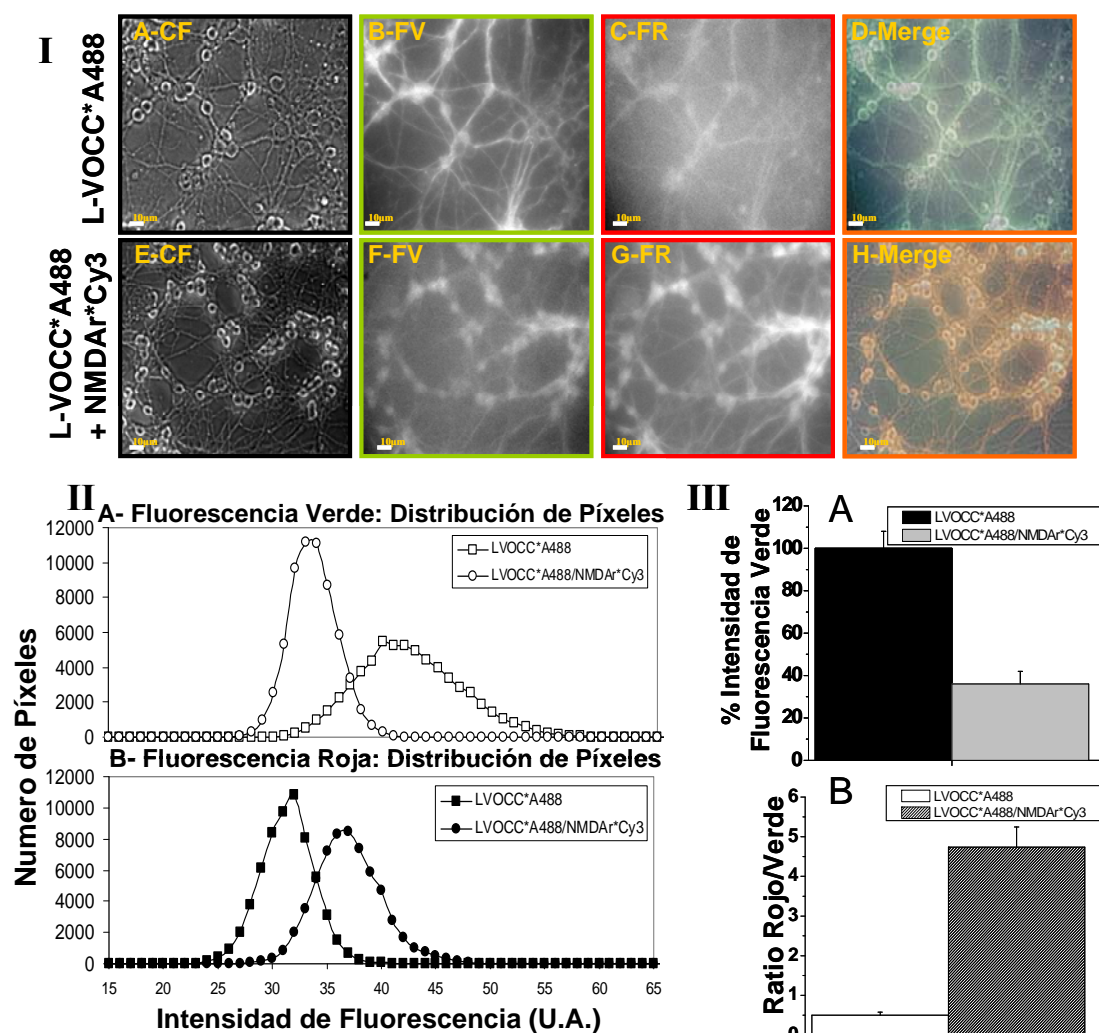 I
L-VOCC*A488
A-CF
B-FV
C-FR
D-Merge
10µm
10µm
10µm
10µm
L-VOCC*A488
+ NMDAr*Cy3
E-CF
F-FV
G-FR
H-Merge
10µm
10µm
10µm
10µm
II
A- Fluorescencia Verde: Distribución de Píxeles
LVOCC*A488
LVOCC*A488/NMDAr*Cy3
12000
10000
8000
6000
4000
2000
0
Numero de Píxeles
B- Fluorescencia Roja: Distribución de Píxeles
LVOCC*A488
LVOCC*A488/NMDAr*Cy3
12000
10000
8000
6000
4000
2000
0
15 20 25 30 35 40 45 50 55 60 65
Intensidad de Fluorescencia (U.A.)
III
A
LVOCC*A488
LVOCC*A488/NMDAr*Cy3
% Intensidad de
Fluorescencia Verde
120
100
80
60
40
20
0
B
LVOCC*A488
LVOCC*A488/NMDAr*Cy3
Ratio Rojo/Verde
6
5
4
3
2
1
0